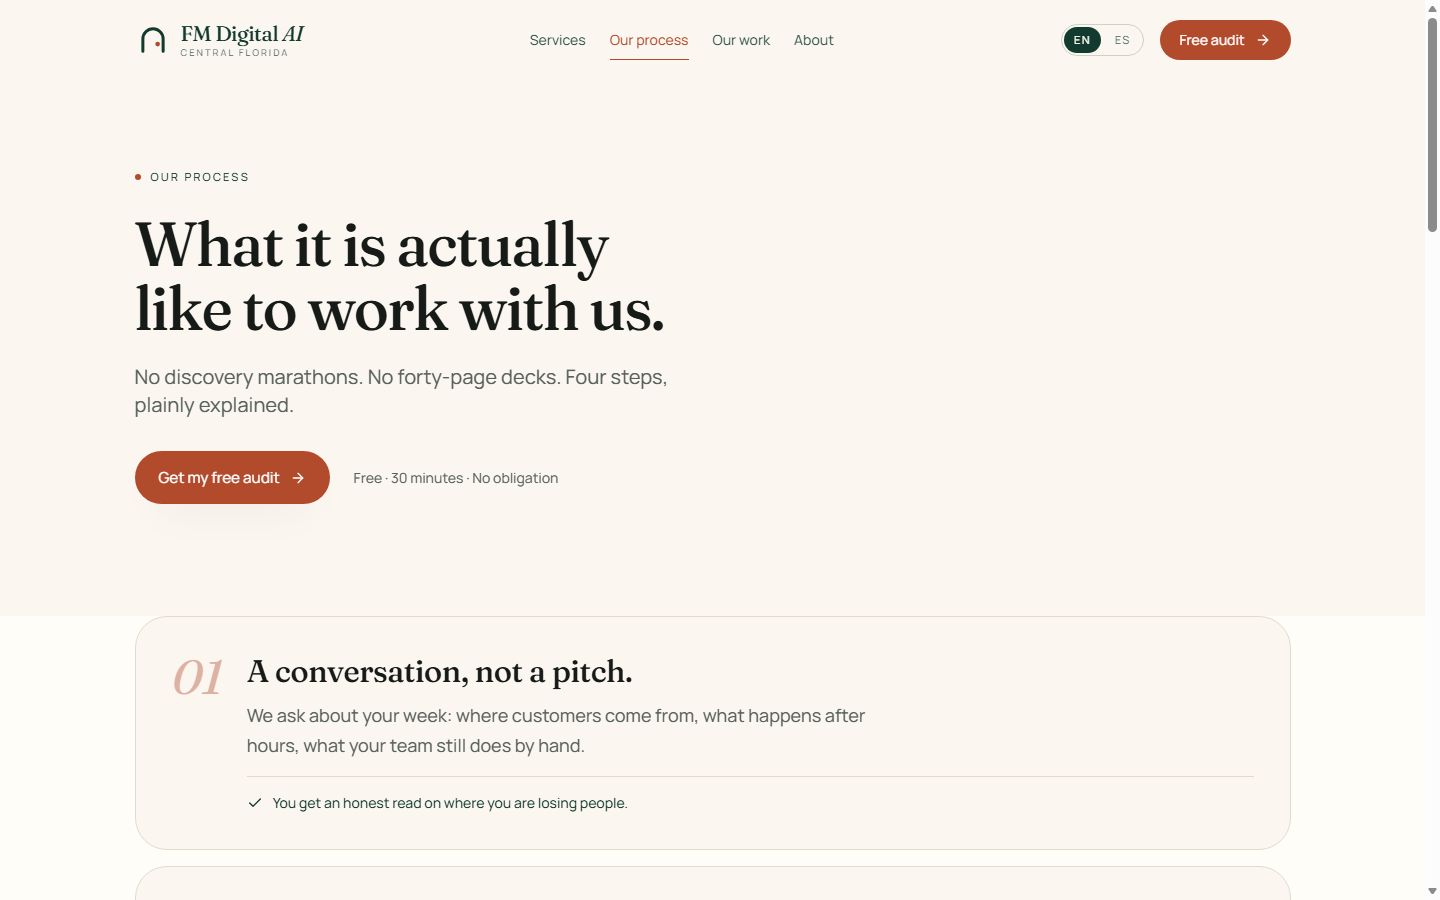 FM Digital AI
CENTRAL FLORIDA
Services
Our process
Our work
About
EN
ES
Free audit
OUR PROCESS
What it is actually
like to work with us.
No discovery marathons. No forty-page decks. Four steps,
plainly explained.
Get my free audit
Free · 30 minutes · No obligation
01
A conversation, not a pitch.
We ask about your week: where customers come from, what happens after
hours, what your team still does by hand.
You get an honest read on where you are losing people.